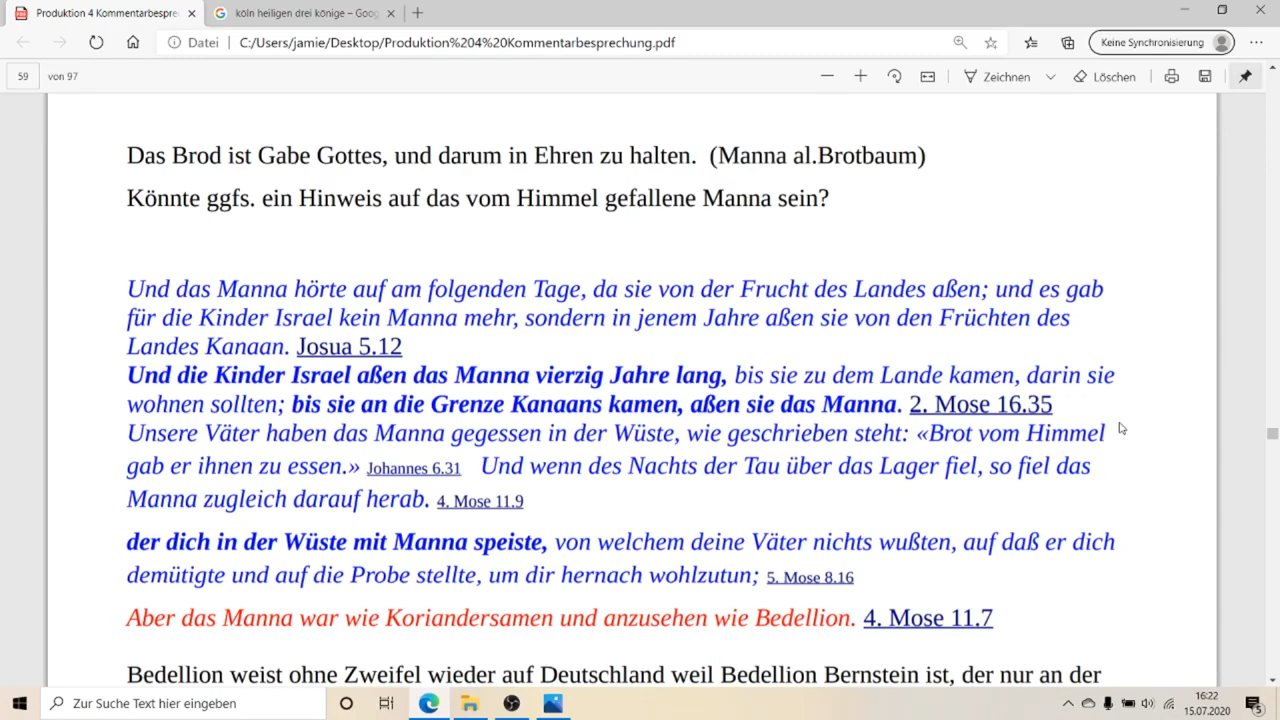 Produktion 4 Kommentarbespre
köln heiligen drei könige – Goog
Datei
C:/Users/jamie/Desktop/Produktion%204%20Kommentarbesprechung.pdf
Keine Synchronisierung
59 von 97
Zeichnen
Löschen
Das Brod ist Gabe Gottes, und darum in Ehren zu halten. (Manna al.Brotbaum)
Könnte ggfs. ein Hinweis auf das vom Himmel gefallene Manna sein?
Und das Manna hörte auf am folgenden Tage, da sie von der Frucht des Landes aßen; und es gab
für die Kinder Israel kein Manna mehr, sondern in jenem Jahre aßen sie von den Früchten des
Landes Kanaan. Josua 5.12
Und die Kinder Israel aßen das Manna vierzig Jahre lang, bis sie zu dem Lande kamen, darin sie
wohnen sollten; bis sie an die Grenze Kanaans kamen, aßen sie das Manna. 2. Mose 16.35
Unsere Väter haben das Manna gegessen in der Wüste, wie geschrieben steht: «Brot vom Himmel
gab er ihnen zu essen.» Johannes 6.31 Und wenn des Nachts der Tau über das Lager fiel, so fiel das
Manna zugleich darauf herab. 4. Mose 11.9
der dich in der Wüste mit Manna speiste, von welchem deine Väter nichts wußten, auf daß er dich
demütigte und auf die Probe stellte, um dir hernach wohlzutun; 5. Mose 8.16
Aber das Manna war wie Koriandersamen und anzusehen wie Bedellion. 4. Mose 11.7
Bedellion weist ohne Zweifel wieder auf Deutschland weil Bedellion Bernstein ist, der nur an der
Zur Suche Text hier eingeben
16:22
15.07.2020
5